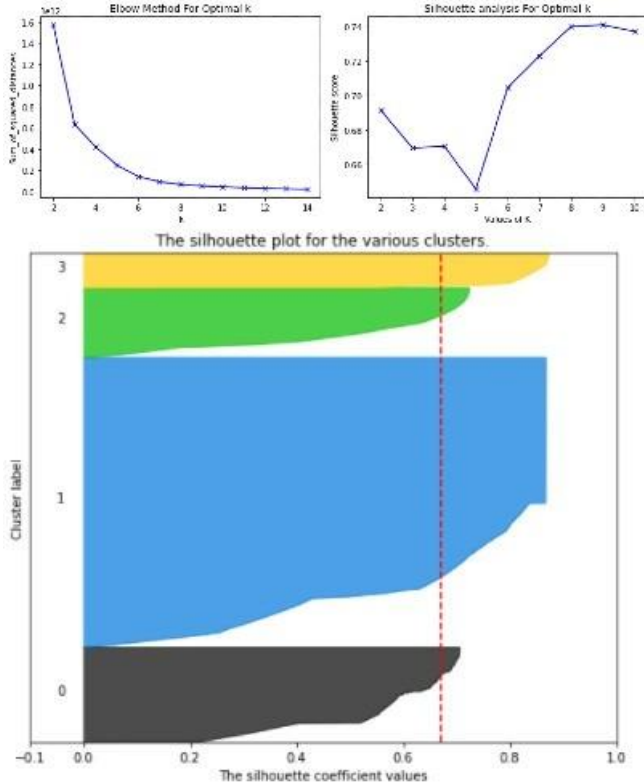 Elbow Method For Optimal k
1e12
1.6
1.4
1.2
1.0
0.8
0.6
0.4
0.2
0.0
Sum_of_squared_distances
2 4 6 8 10 12 14
k
Silhouette analysis For Optimal k
0.74
0.72
0.70
0.68
0.66
Silhouette score
2 3 4 5 6 7 8 9 10
Values of K
The silhouette plot for the various clusters.
3
2
1
0
Cluster label
−0.1 0.0 0.2 0.4 0.6 0.8 1.0
The silhouette coefficient values